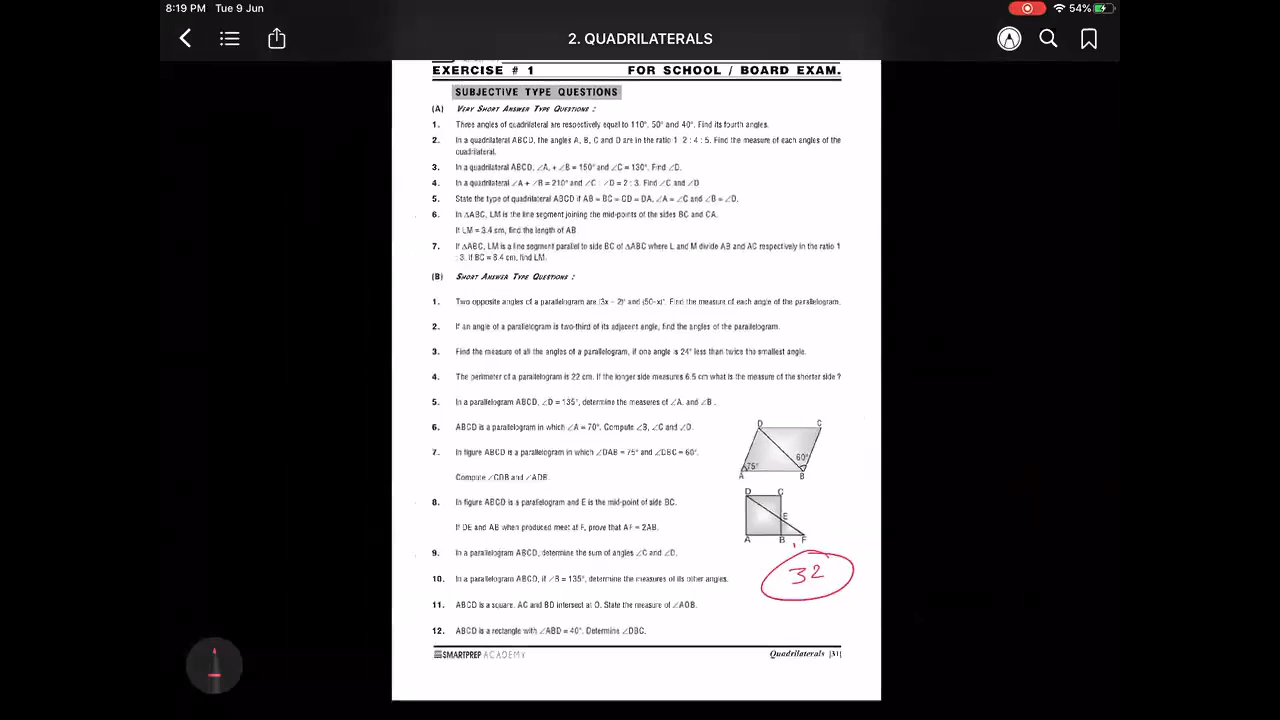 8:19 PM Tue 9 Jun
54%
2. QUADRILATERALS
EXERCISE # 1 FOR SCHOOL / BOARD EXAM.
SUBJECTIVE TYPE QUESTIONS
(A) VERY SHORT ANSWER TYPE QUESTIONS :
1. Three angles of quadrilateral are respectively equal to 110°, 50° and 40°. Find its fourth angles.
2. In a quadrilateral ABCD, the angles A, B, C and D are in the ratio 1 2 : 4 : 5. Find the measure of each angles of the
quadrilateral.
3. In a quadrilateral ABCD, ∠A, + ∠B = 150° and ∠C = 130°. Find ∠D.
4. In a quadrilateral ∠A + ∠B = 210° and ∠C : ∠D = 2 : 3. Find ∠C and ∠D
5. State the type of quadrilateral ABCD if AB = BC = CD = DA, ∠A = ∠C and ∠B = ∠D.
6. In ΔABC, LM is the line segment joining the mid-points of the sides BC and CA.
If LM = 3.4 cm, find the length of AB
7. If ΔABC, LM is a line segment parallel to side BC of ΔABC where L and M divide AB and AC respectively in the ratio 1
: 3. If BC = 8.4 cm, find LM.
(B) SHORT ANSWER TYPE QUESTIONS :
1. Two opposite angles of a parallelogram are (3x – 2)° and (50–x)°. Find the measure of each angle of the parallelogram.
2. If an angle of a parallelogram is two-third of its adjacent angle, find the angles of the parallelogram.
3. Find the measure of all the angles of a parallelogram, if one angle is 24° less than twice the smallest angle.
4. The perimeter of a parallelogram is 22 cm. If the longer side measures 6.5 cm what is the measure of the shorter side ?
5. In a parallelogram ABCD, ∠D = 135°, determine the measures of ∠A. and ∠B .
6. ABCD is a parallelogram in which ∠A = 70°. Compute ∠B, ∠C and ∠D.
D C
7. In figure ABCD is a parallelogram in which ∠DAB = 75° and ∠DBC = 60°.
75° 60°
Compute ∠CDB and ∠ADB.
A B
D C
8. In figure ABCD is a parallelogram and E is the mid-point of side BC.
E
If DE and AB when produced meet at F, prove that AF = 2AB.
A B F
9. In a parallelogram ABCD, determine the sum of angles ∠C and ∠D.
32
10. In a parallelogram ABCD, if ∠B = 135°, determine the measures of its other angles.
11. ABCD is a square. AC and BD intersect at O. State the measure of ∠AOB.
12. ABCD is a rectangle with ∠ABD = 40°. Determine ∠DBC.
SMARTPREP ACADEMY Quadrilaterals [31]